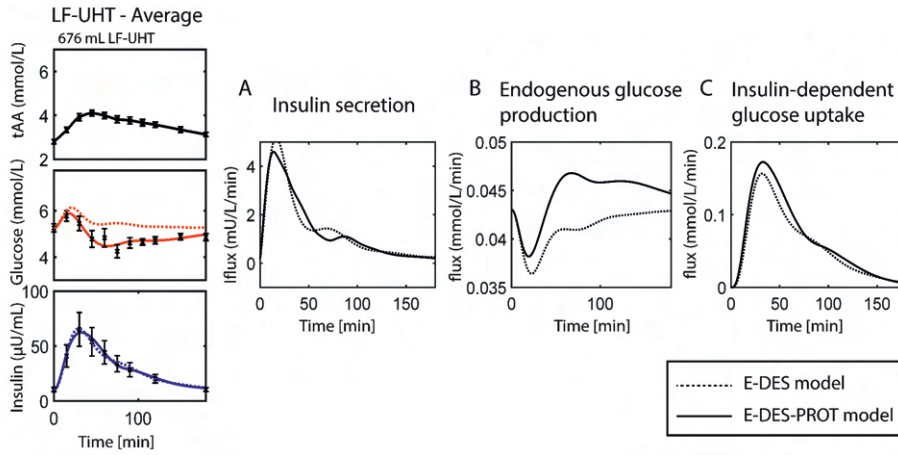 LF-UHT - Average
676 mL LF-UHT
tAA (mmol/L)
6
4
2
Glucose (mmol/L)
6
4
Insulin (µU/mL)
100
50
0
0
100
Time [min]
A
Insulin secretion
lflux (mU/L/min)
4
2
0
0
50
100
150
Time [min]
B
Endogenous glucose
production
flux (mmol/L/min)
0.05
0.045
0.04
0.035
0
100
Time [min]
C
Insulin-dependent
glucose uptake
flux (mmol/L/min)
0.2
0.1
0
0
50
100
150
Time [min]
E-DES model
E-DES-PROT model